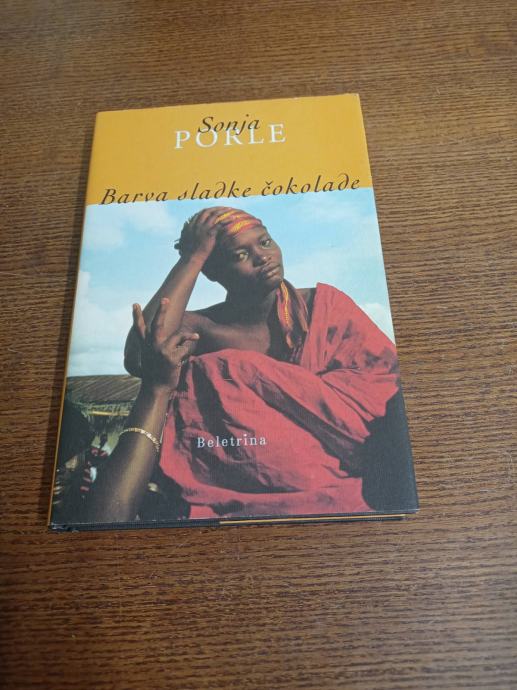 Sonja
PORLE
Barva sladke čokolade
Beletrina